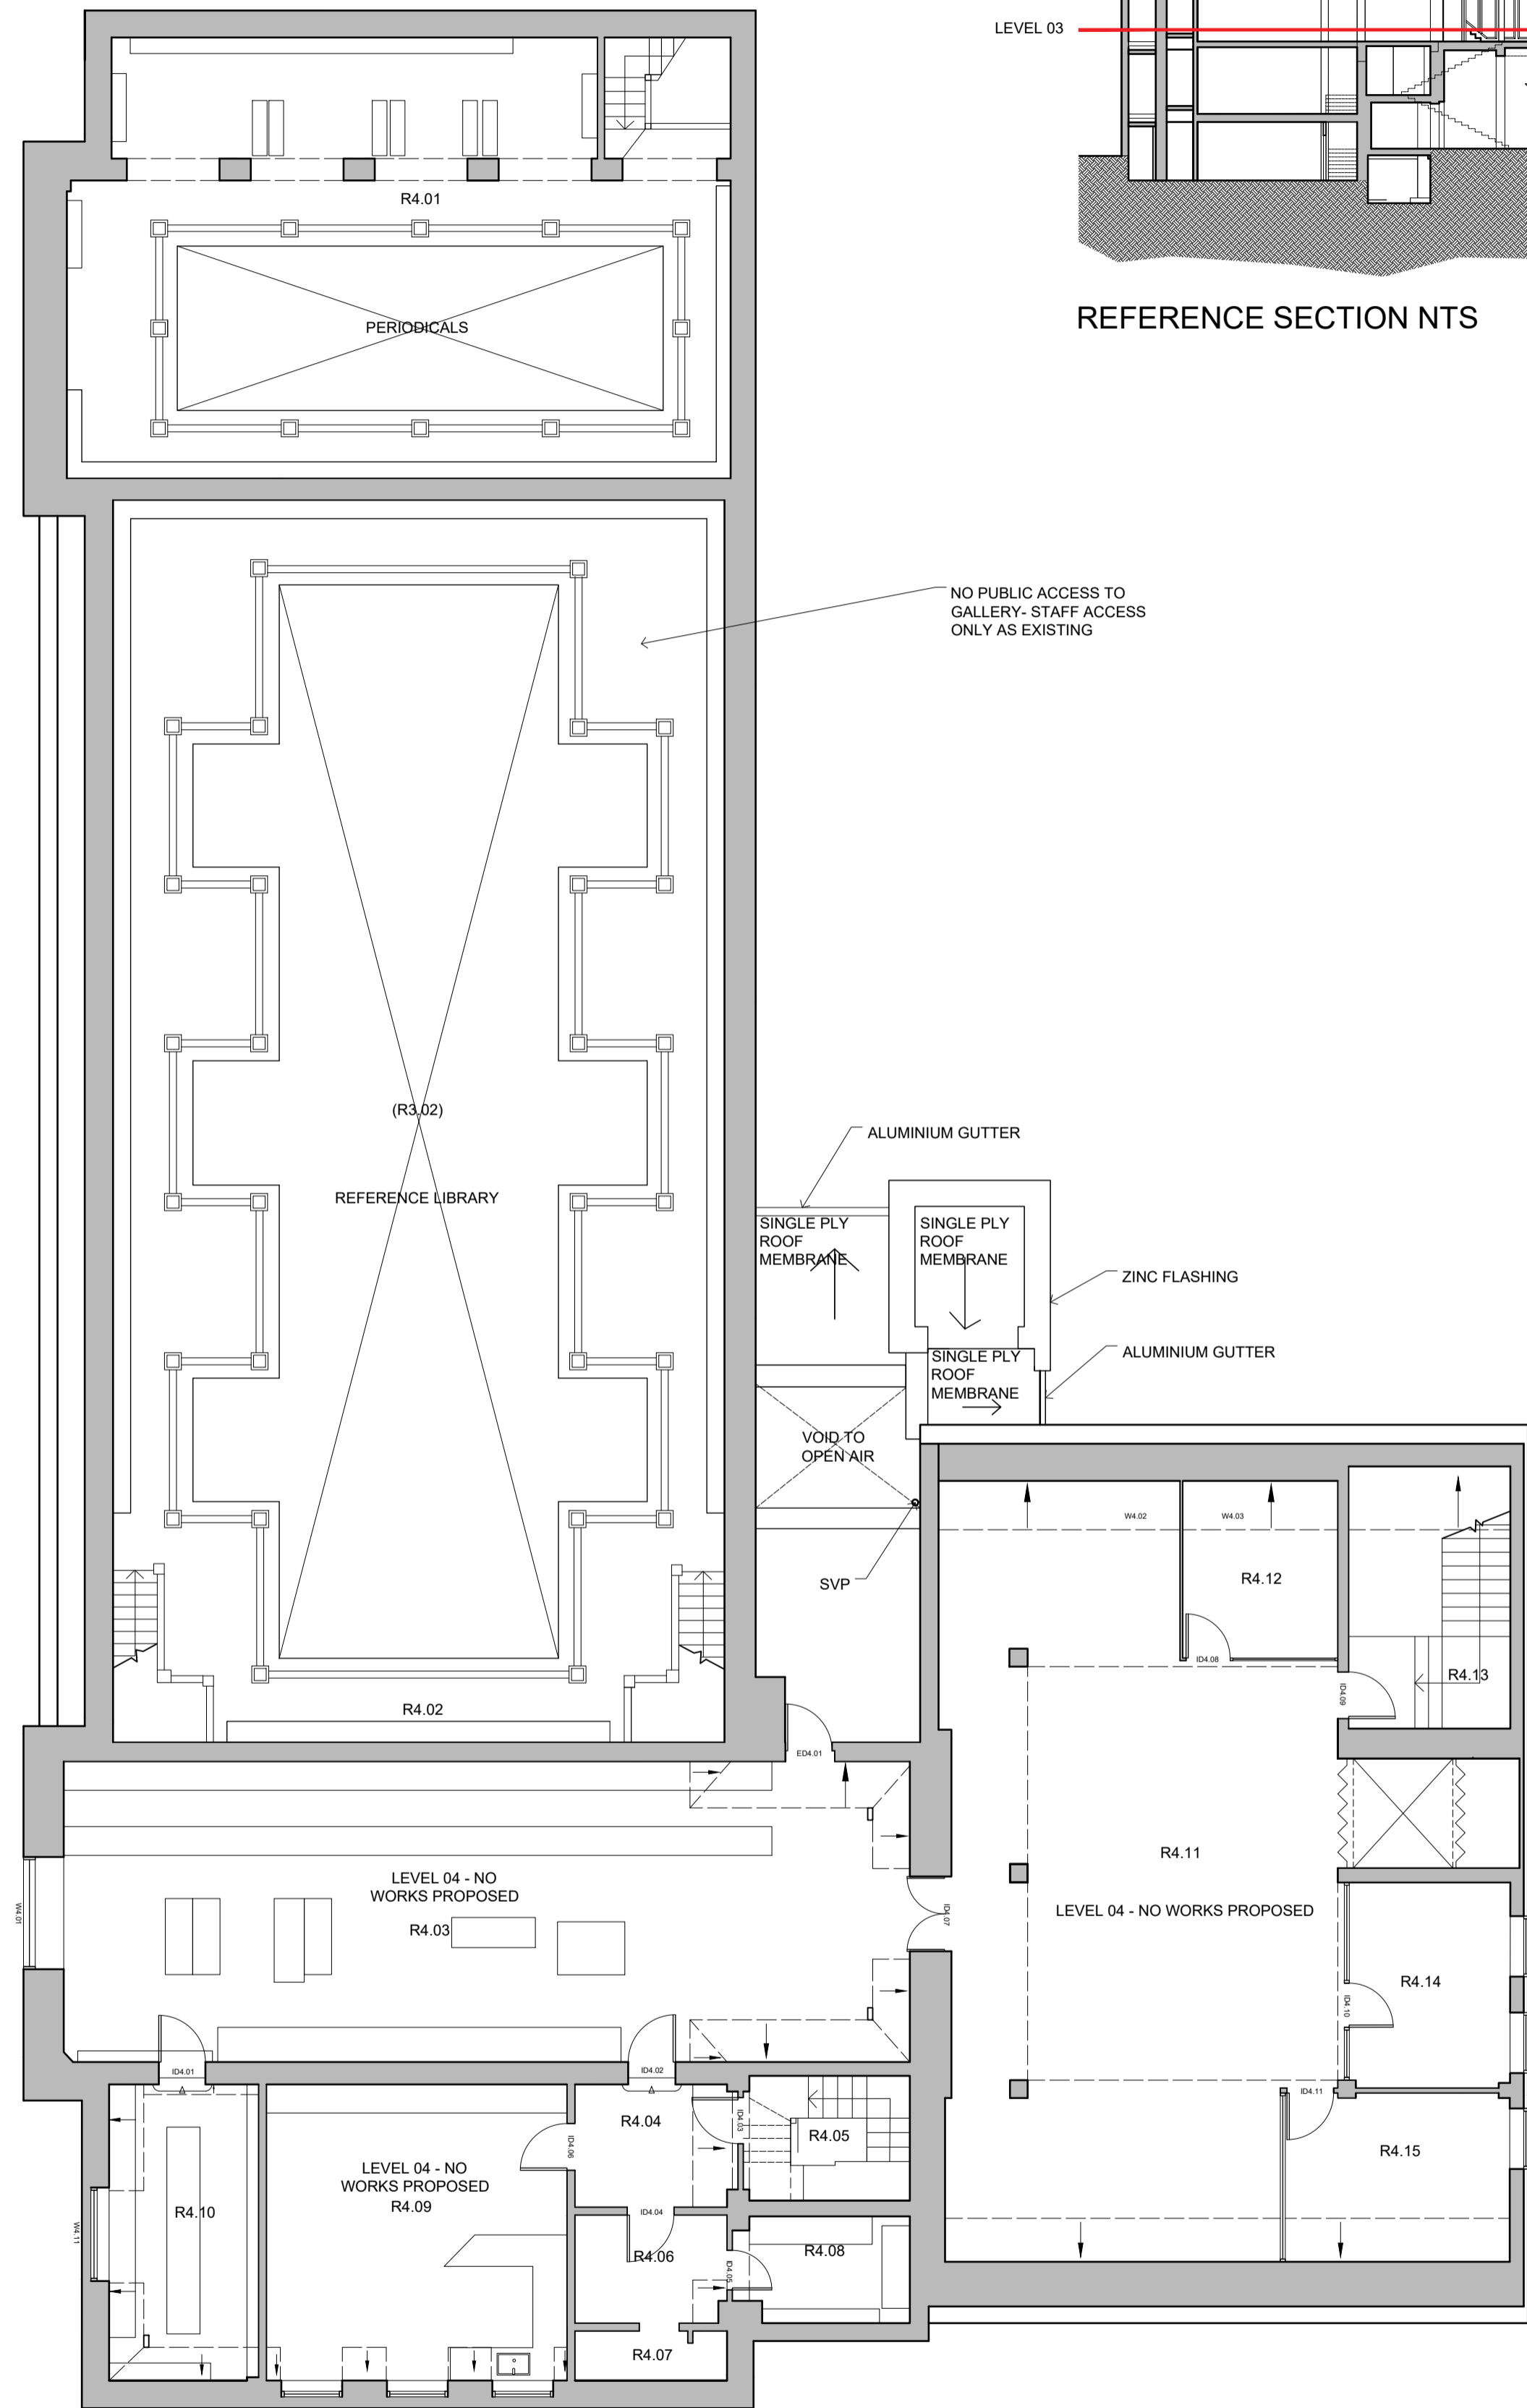 LEVEL 03
REFERENCE SECTION NTS
R4.01
PERIODICALS
NO PUBLIC ACCESS TO
GALLERY- STAFF ACCESS
ONLY AS EXISTING
(R3.02)
REFERENCE LIBRARY
ALUMINIUM GUTTER
SINGLE PLY
ROOF
MEMBRANE
SINGLE PLY
ROOF
MEMBRANE
ZINC FLASHING
SINGLE PLY
ROOF
MEMBRANE
ALUMINIUM GUTTER
VOID TO
OPEN AIR
SVP
W4.02
W4.03
R4.12
ID4.08
R4.13
ID4.09
R4.02
ED4.01
R4.11
LEVEL 04 - NO WORKS PROPOSED
LEVEL 04 - NO
WORKS PROPOSED
R4.03
W4.01
ID4.07
R4.14
ID4.10
ID4.01
ID4.02
ID4.11
R4.04
ID4.03
R4.05
R4.15
ID4.06
LEVEL 04 - NO
WORKS PROPOSED
R4.09
R4.10
W4.11
ID4.04
R4.06
ID4.05
R4.08
R4.07